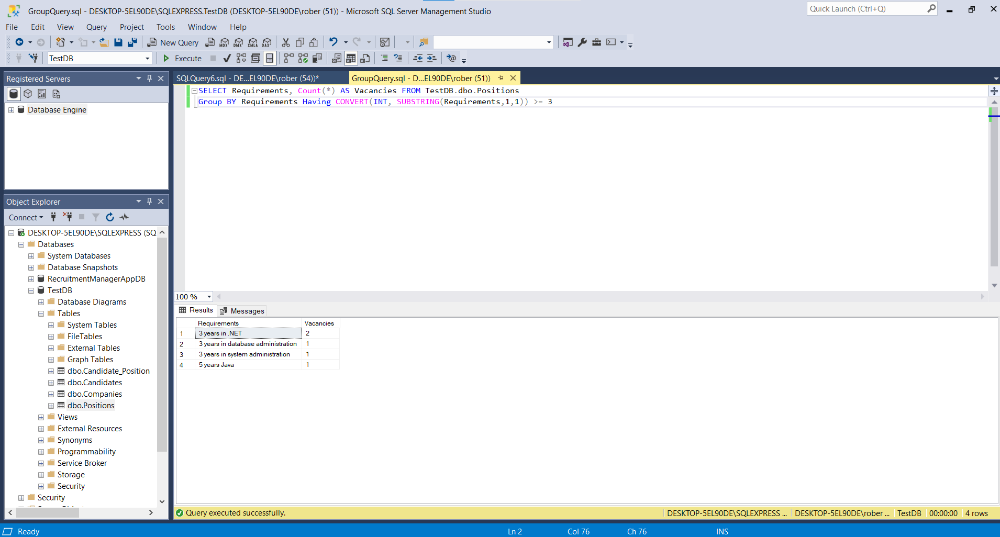 GroupQuery.sql - DESKTOP-5EL90DE\SQLEXPRESS.TestDB (DESKTOP-5EL90DE\rober (51)) - Microsoft SQL Server Management Studio
Quick Launch (Ctrl+Q)
File Edit View Query Project Tools Window Help
New Query MDX DMX XMLA DAX
TestDB Execute
Registered Servers
Database Engine
Object Explorer
Connect
DESKTOP-5EL90DE\SQLEXPRESS (SQ
Databases
System Databases
Database Snapshots
RecruitmentManagerAppDB
TestDB
Database Diagrams
Tables
System Tables
FileTables
External Tables
Graph Tables
dbo.Candidate_Position
dbo.Candidates
dbo.Companies
dbo.Positions
Views
External Resources
Synonyms
Programmability
Service Broker
Storage
Security
Security
SQLQuery6.sql - DE...EL90DE\rober (54))*
GroupQuery.sql - D...EL90DE\rober (51))
SELECT Requirements, Count(*) AS Vacancies FROM TestDB.dbo.Positions
Group BY Requirements Having CONVERT(INT, SUBSTRING(Requirements,1,1)) >= 3
100 %
Results Messages
Requirements Vacancies
1 3 years in .NET 2
2 3 years in database administration 1
3 3 years in system administration 1
4 5 years Java 1
Query executed successfully.
DESKTOP-5EL90DE\SQLEXPRESS ... DESKTOP-5EL90DE\rober ... TestDB 00:00:00 4 rows
Ready Ln 2 Col 76 Ch 76 INS